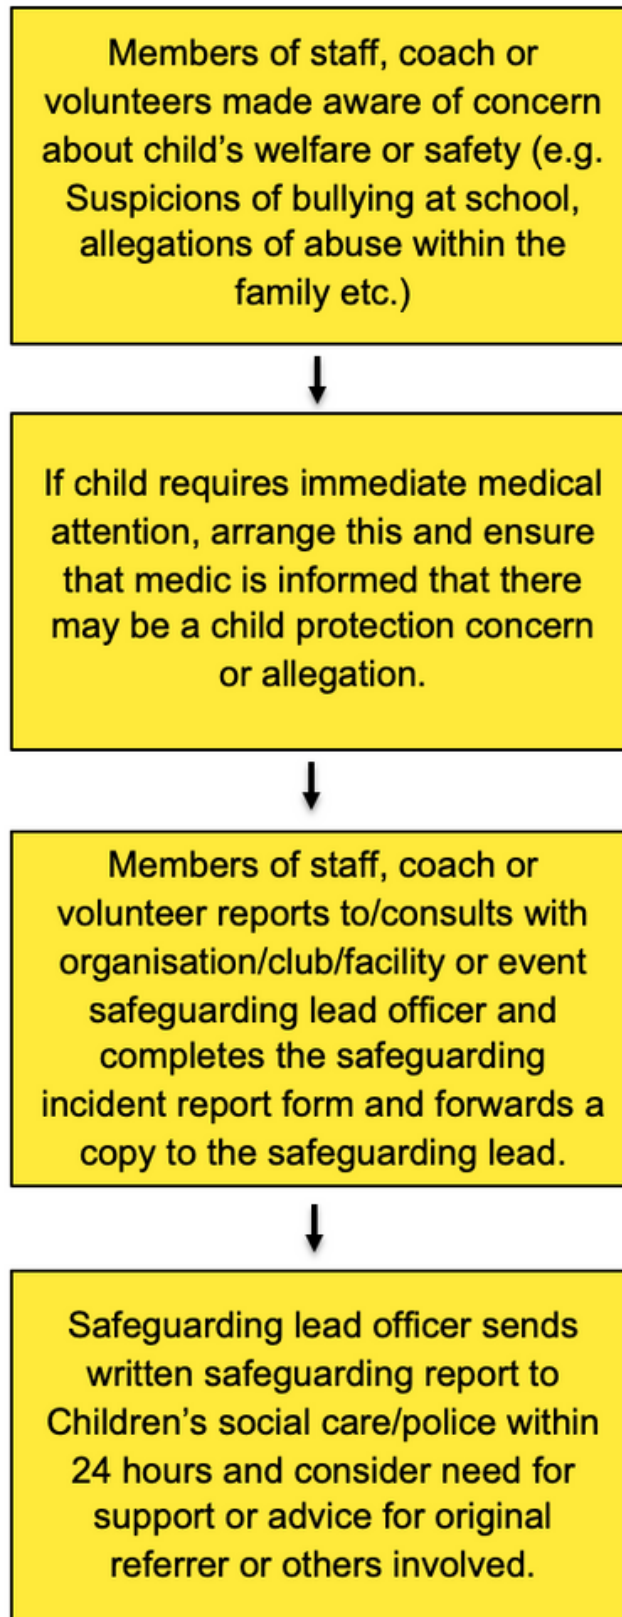 Members of staff, coach or
volunteers made aware of concern
about child's welfare or safety (e.g.
Suspicions of bullying at school,
allegations of abuse within the
family etc.)
If child requires immediate medical
attention, arrange this and ensure
that medic is informed that there
may be a child protection concern
or allegation.
Members of staff, coach or
volunteer reports to/consults with
organisation/club/facility or event
safeguarding lead officer and
completes the safeguarding
incident report form and forwards a
copy to the safeguarding lead.
Safeguarding lead officer sends
written safeguarding report to
Children's social care/police within
24 hours and consider need for
support or advice for original
referrer or others involved.